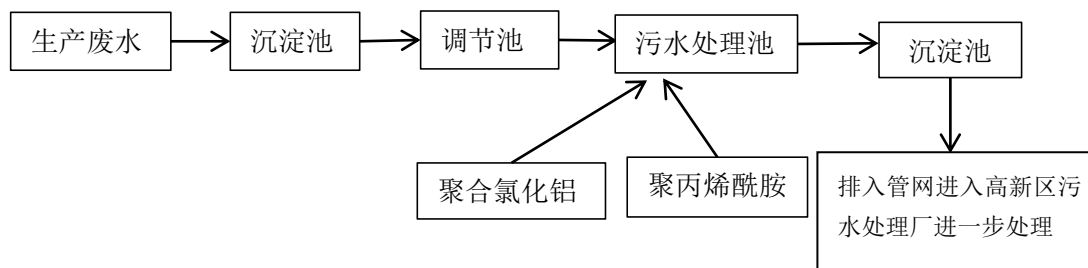 生产废水
沉淀池
调节池
污水处理池
沉淀池
聚合氯化铝
聚丙烯酰胺
排入管网进入高新区污
水处理厂进一步处理